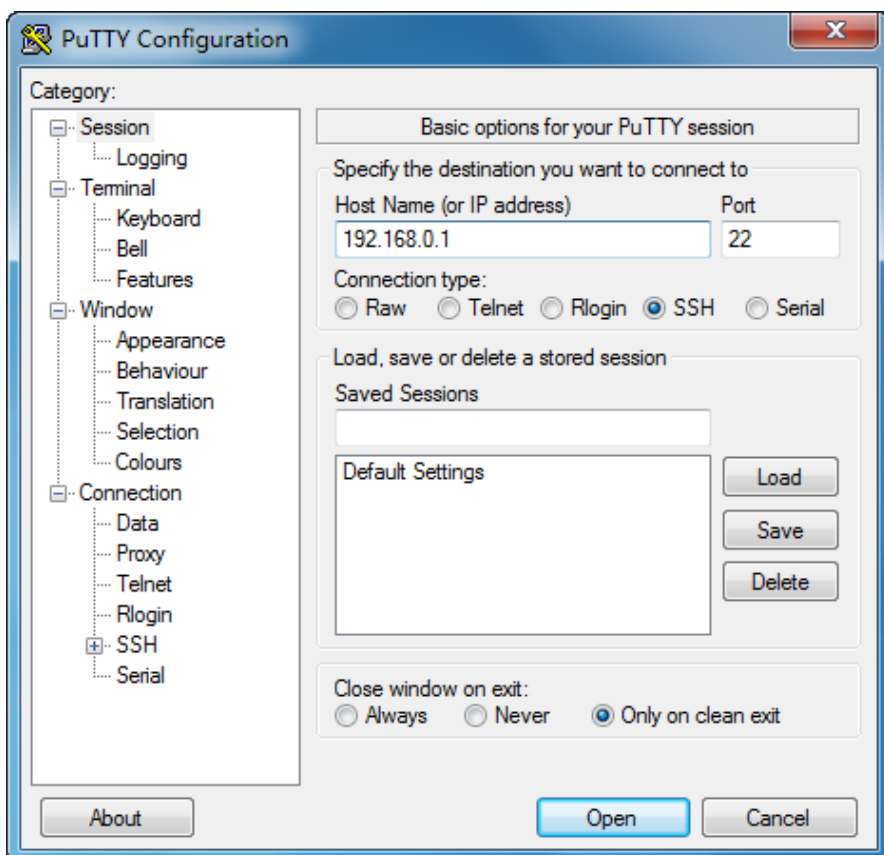 PuTTY Configuration
Category:
Session
Logging
Terminal
Keyboard
Bell
Features
Window
Appearance
Behaviour
Translation
Selection
Colours
Connection
Data
Proxy
Telnet
Rlogin
SSH
Serial
Basic options for your PuTTY session
Specify the destination you want to connect to
Host Name (or IP address) Port
192.168.0.1 22
Connection type:
Raw Telnet Rlogin SSH Serial
Load, save or delete a stored session
Saved Sessions
Default Settings
Load
Save
Delete
Close window on exit:
Always Never Only on clean exit
About Open Cancel